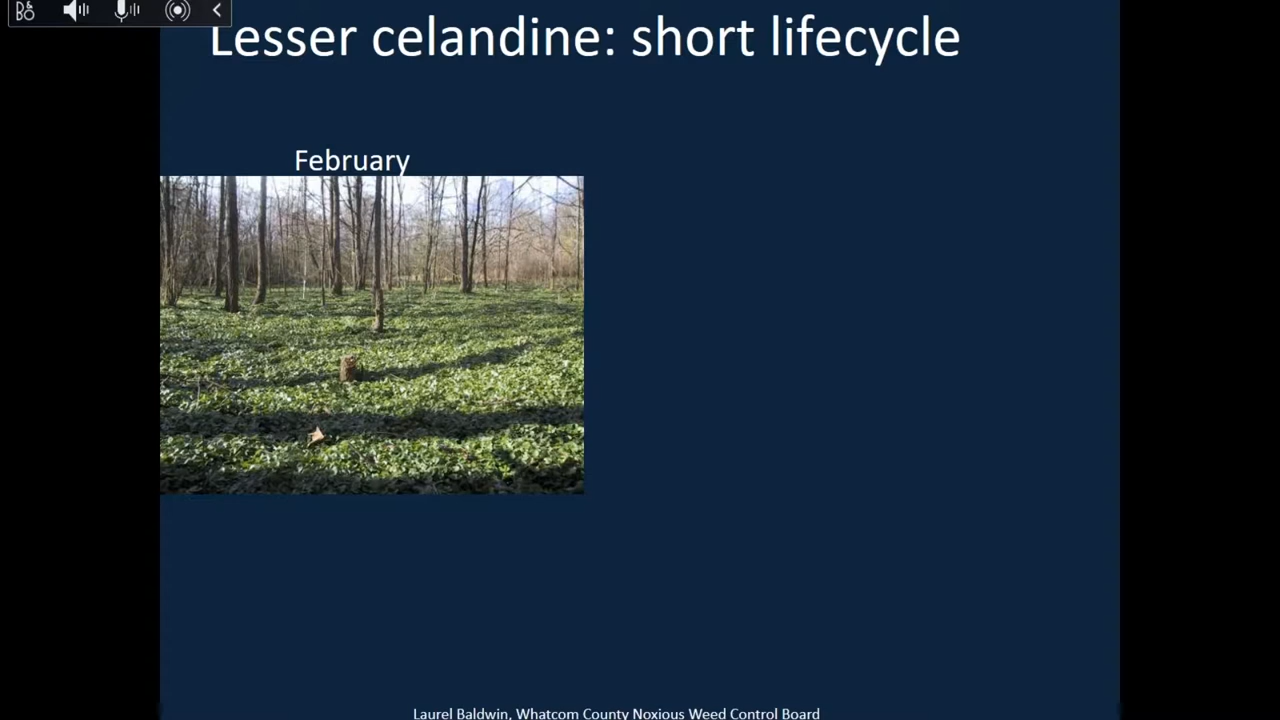 Lesser celandine: short lifecycle
February
Laurel Baldwin, Whatcom County Noxious Weed Control Board